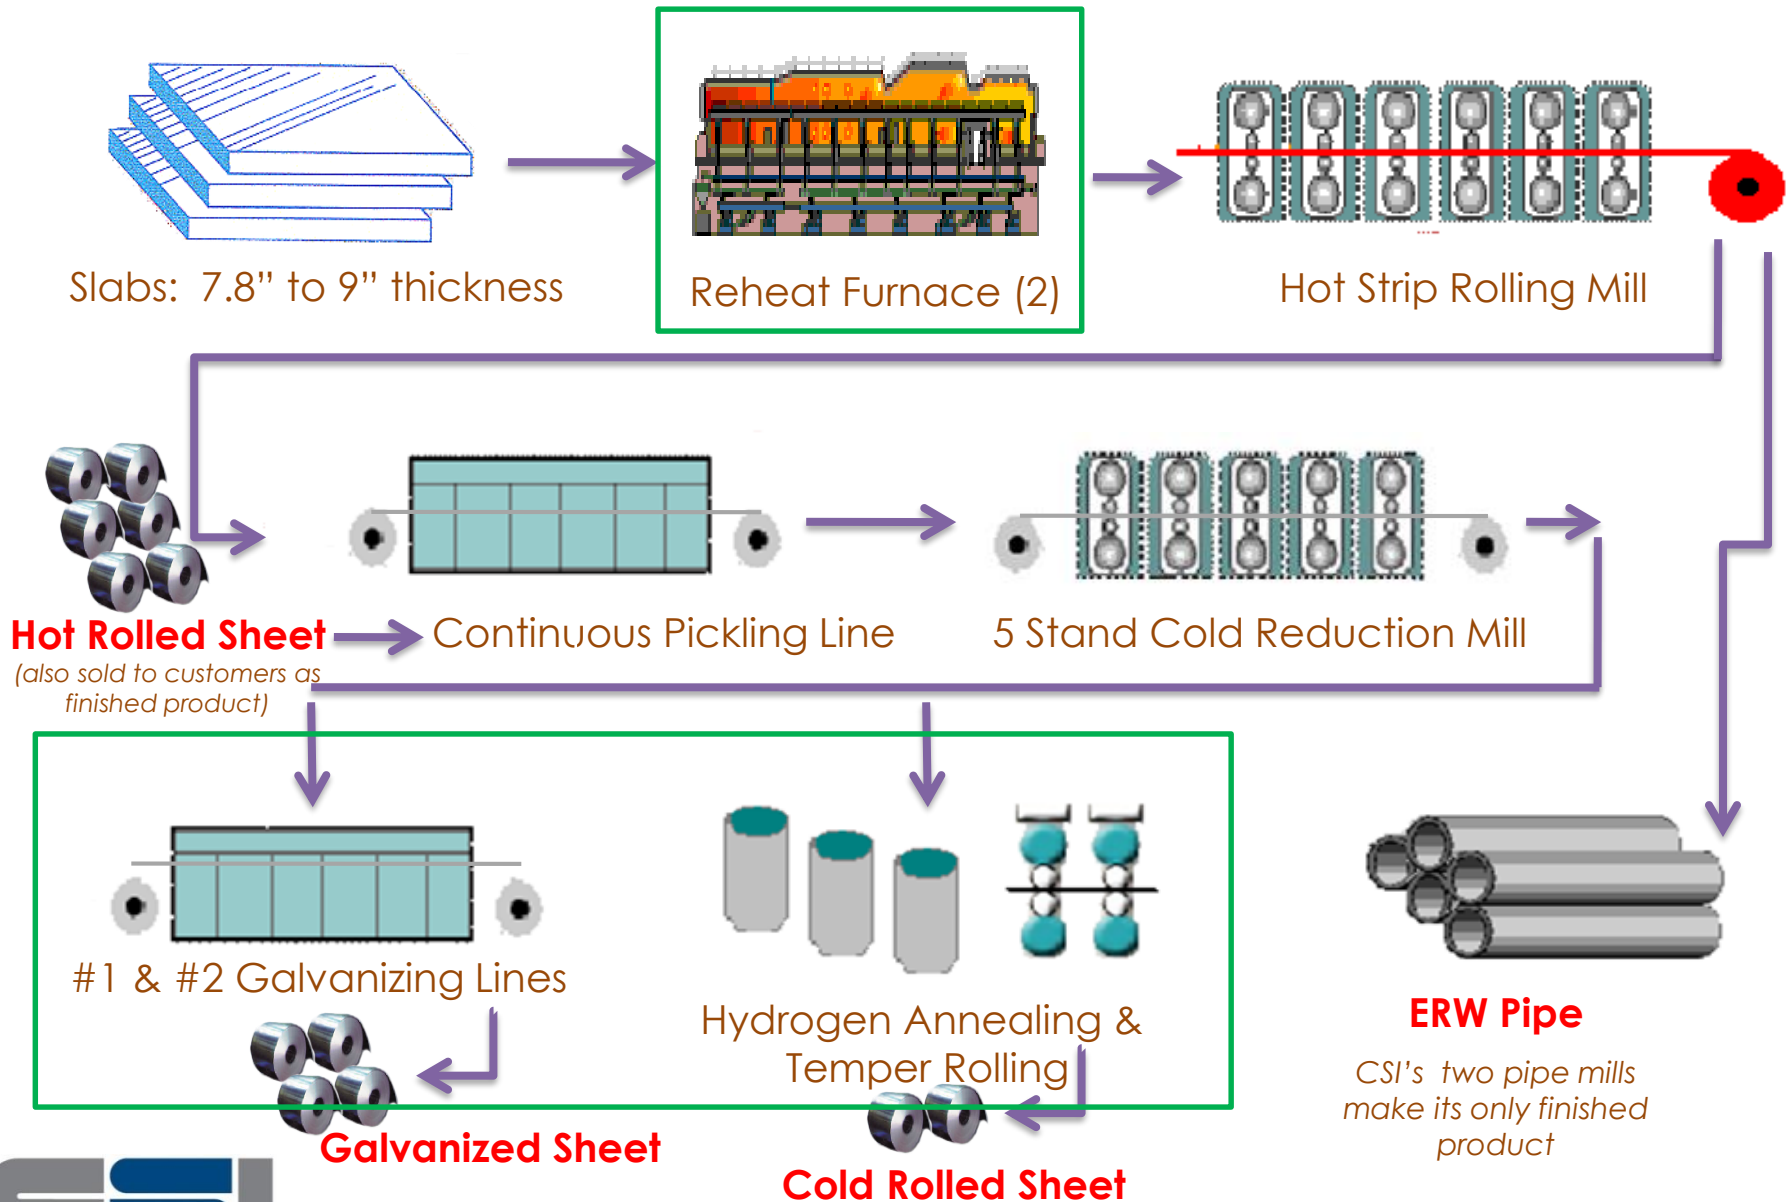 Slabs:  7.8” to 9” thickness
Reheat Furnace (2)
Hot Strip Rolling Mill
Hot Rolled Sheet
(also sold to customers as
finished product)
Continuous Pickling Line
5 Stand Cold Reduction Mill
#1 & #2 Galvanizing Lines
Hydrogen Annealing &
Temper Rolling
ERW Pipe
CSI’s  two pipe mills
make its only finished
product
Galvanized Sheet
Cold Rolled Sheet